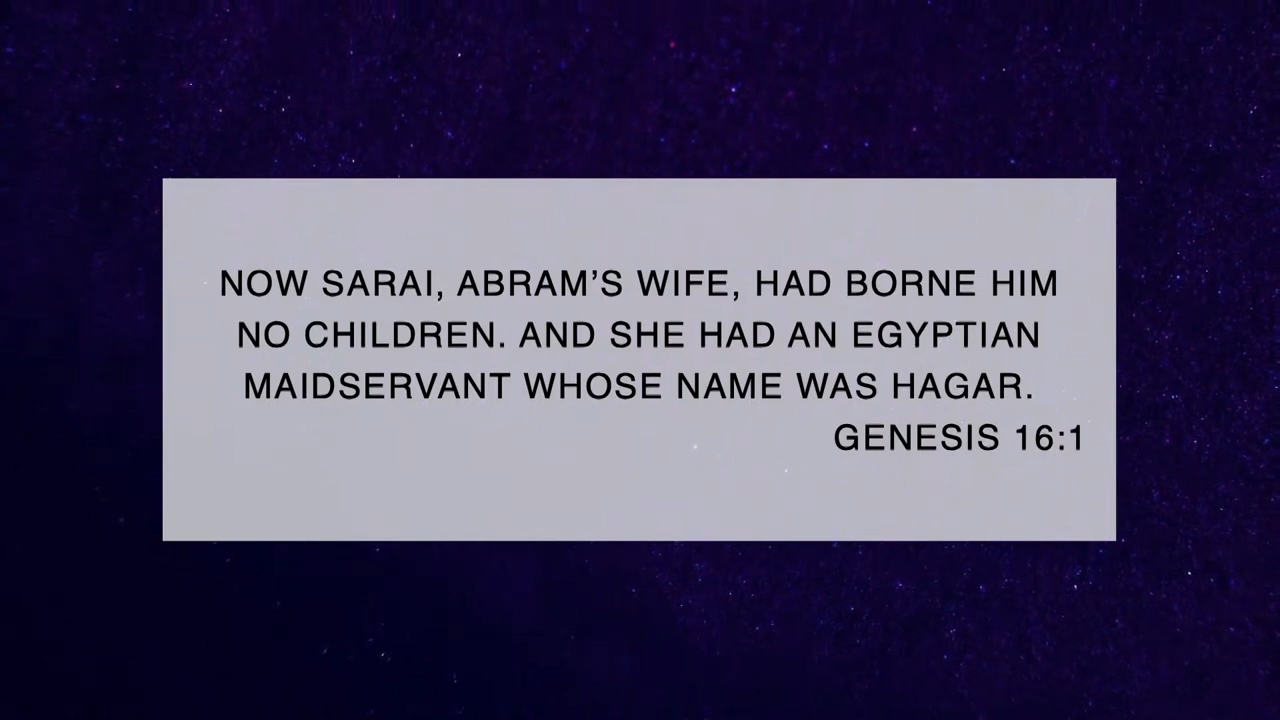 NOW SARAI, ABRAM’S WIFE, HAD BORNE HIM
NO CHILDREN. AND SHE HAD AN EGYPTIAN
MAIDSERVANT WHOSE NAME WAS HAGAR.
GENESIS 16:1